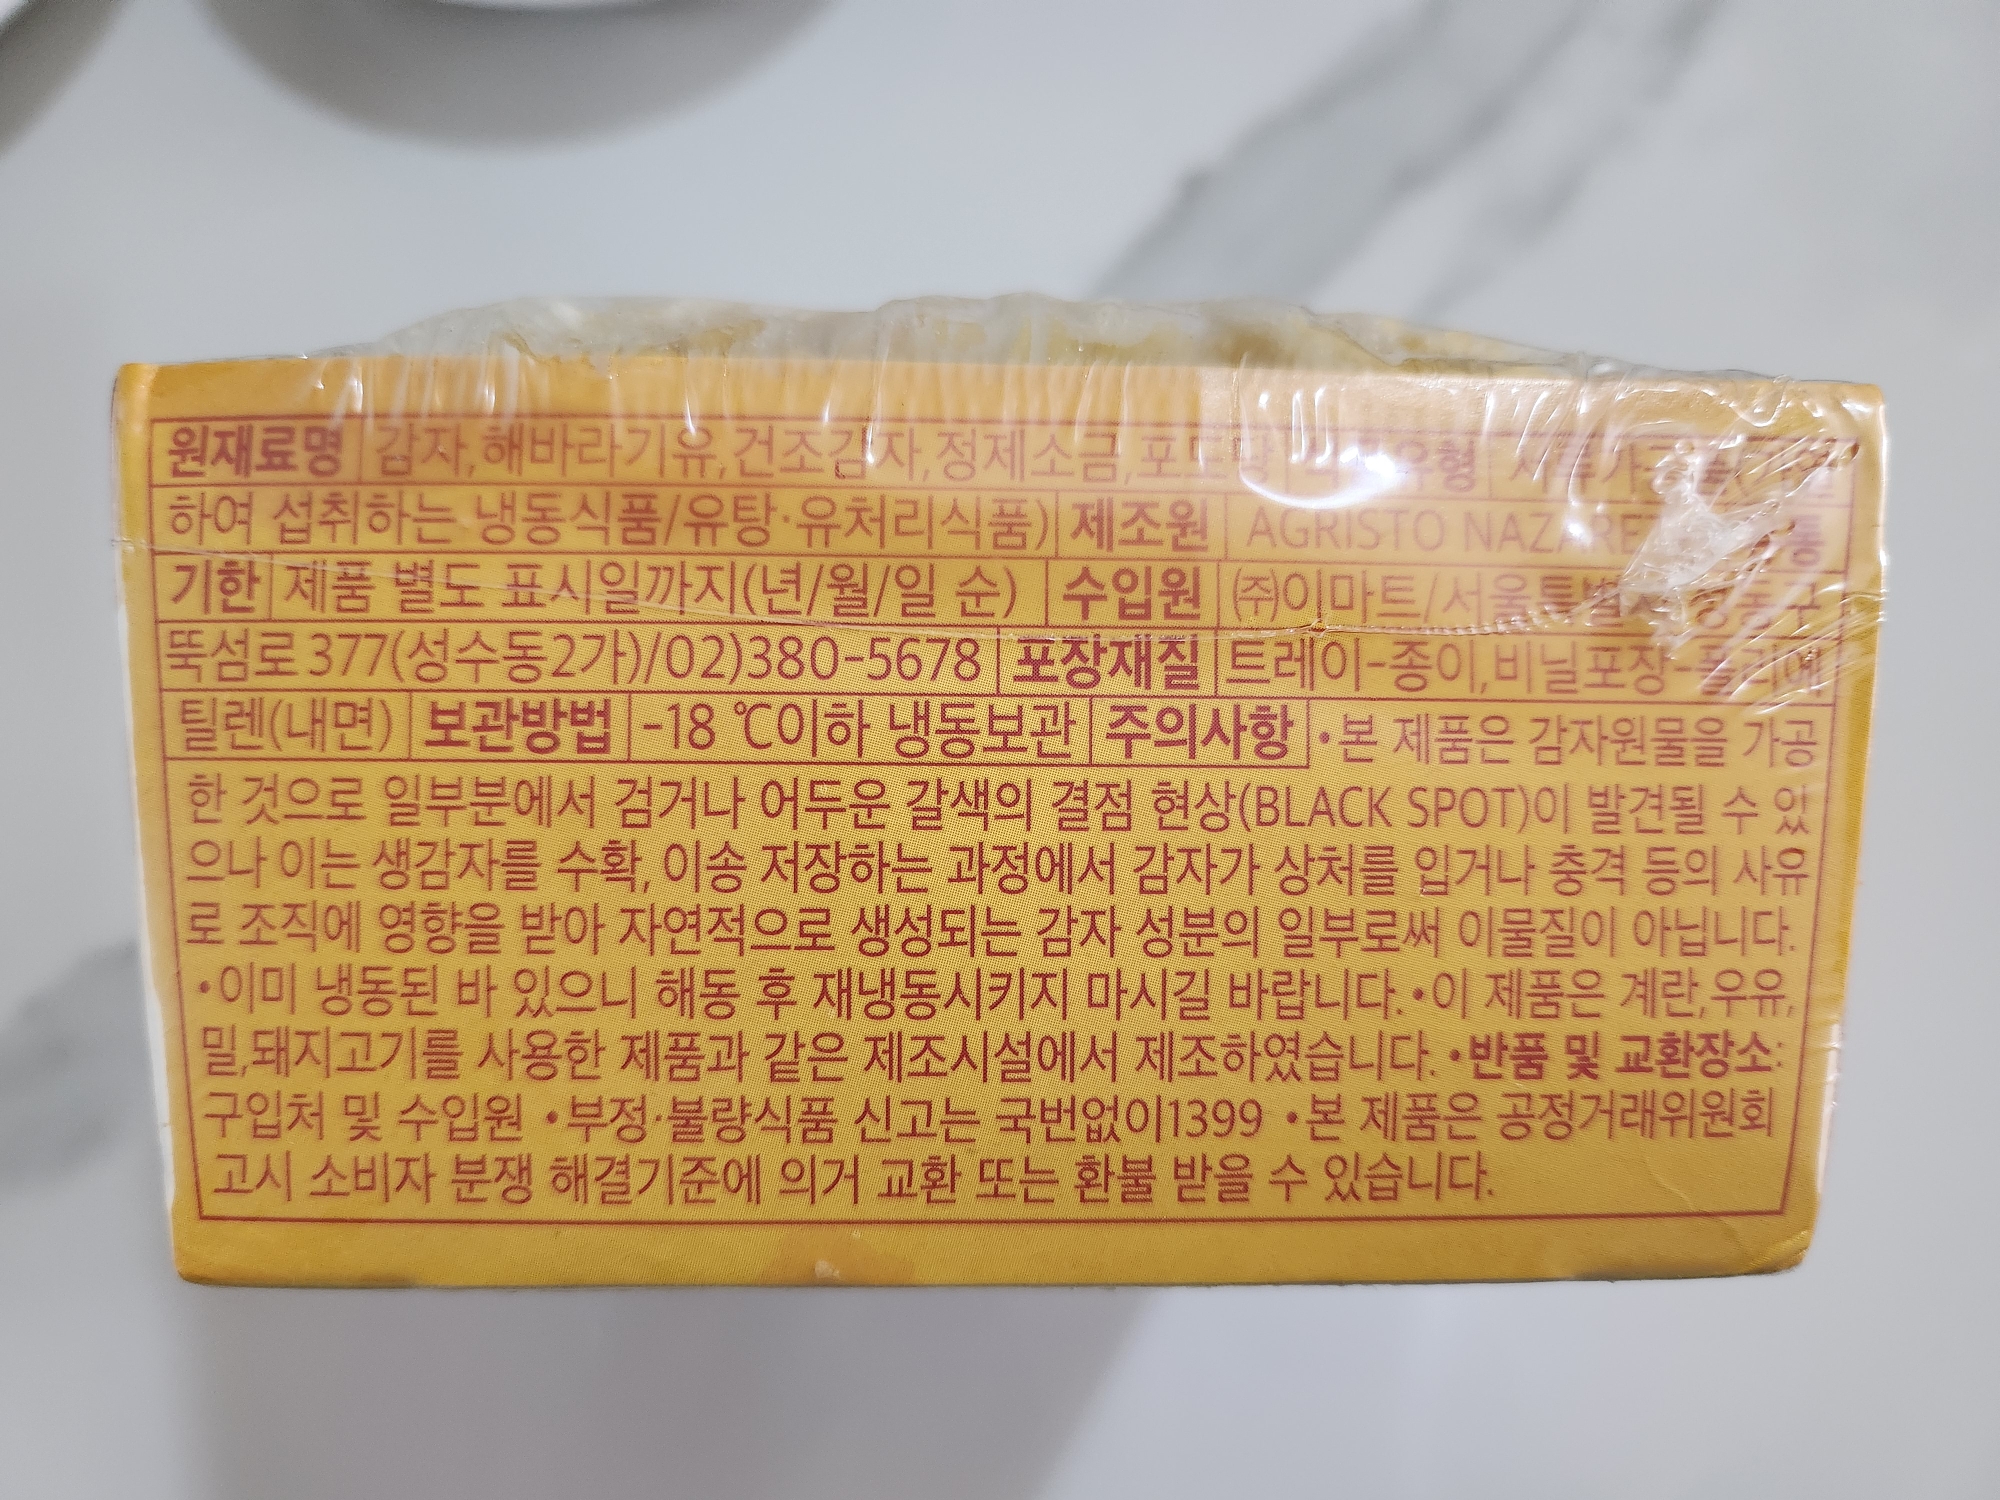 원재료명 감자,해바라기유,건조감자,정제소금,포도당 유형
하여 섭취하는 냉동식품/유탕·유처리식품) 제조원 AGRISTO NAZARE
기한 제품 별도 표시일까지(년/월/일 순) 수입원 ㈜이마트/서울특별시 성동구
뚝섬로 377(성수동2가)/02)380-5678 포장재질 트레이-종이,비닐포장-폴리에
틸렌(내면) 보관방법 -18 ℃이하 냉동보관 주의사항 •본 제품은 감자원물을 가공
한 것으로 일부분에서 검거나 어두운 갈색의 결점 현상(BLACK SPOT)이 발견될 수 있
으나 이는 생감자를 수확, 이송 저장하는 과정에서 감자가 상처를 입거나 충격 등의 사유
로 조직에 영향을 받아 자연적으로 생성되는 감자 성분의 일부로써 이물질이 아닙니다.
•이미 냉동된 바 있으니 해동 후 재냉동시키지 마시길 바랍니다.•이 제품은 계란,우유,
밀,돼지고기를 사용한 제품과 같은 제조시설에서 제조하였습니다. •반품 및 교환장소:
구입처 및 수입원 •부정·불량식품 신고는 국번없이1399 •본 제품은 공정거래위원회
고시 소비자 분쟁 해결기준에 의거 교환 또는 환불 받을 수 있습니다.